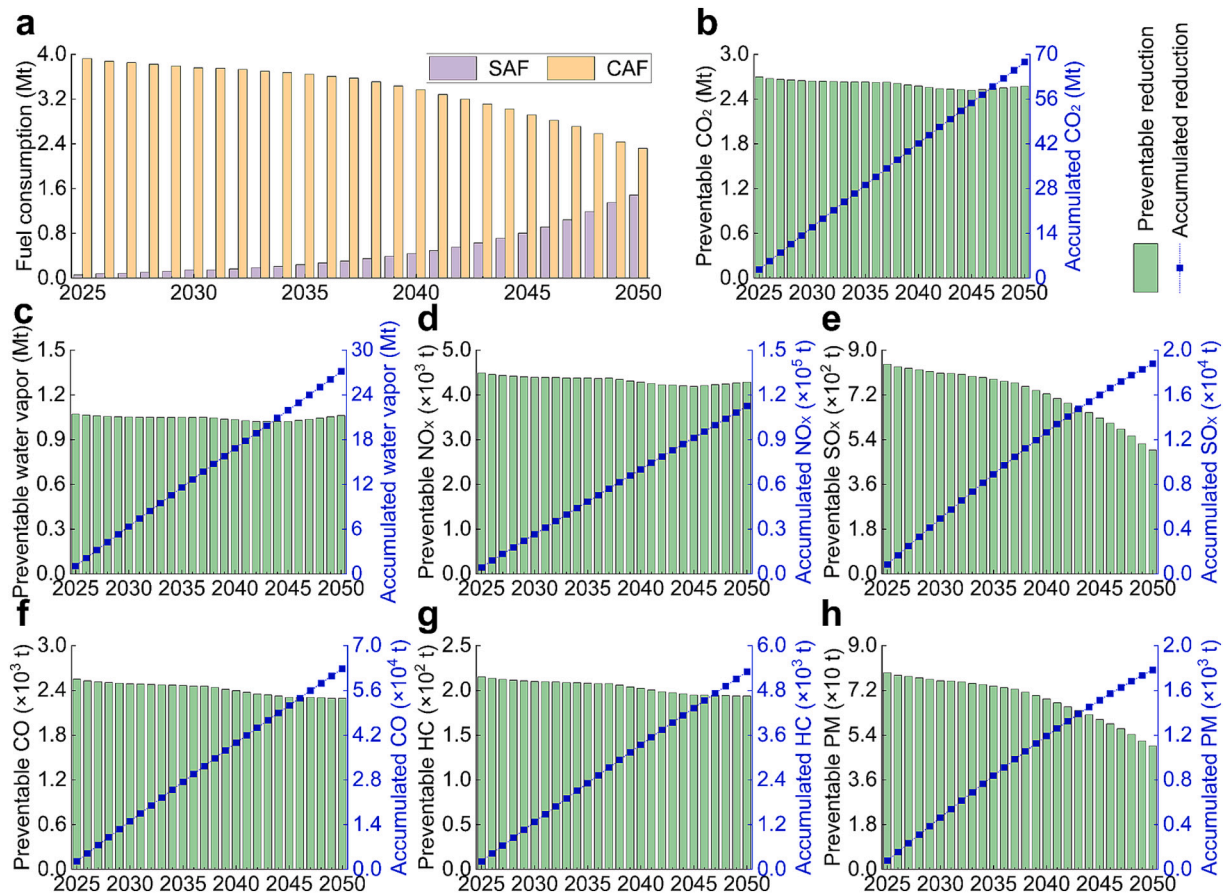 a
Fuel consumption (Mt)
4.0
3.2
2.4
1.6
0.8
0.0
SAF
CAF
2025 2030 2035 2040 2045 2050
b
Preventable CO₂ (Mt)
3.0
2.4
1.8
1.2
0.6
0.0
70
56
42
28
14
0
Accumulated CO₂ (Mt)
2025 2030 2035 2040 2045 2050
Preventable reduction
Accumulated reduction
c
Preventable water vapor (Mt)
1.5
1.2
0.9
0.6
0.3
0.0
30
24
18
12
6
0
Accumulated water vapor (Mt)
2025 2030 2035 2040 2045 2050
d
Preventable NOₓ (×10³ t)
5.0
4.0
3.0
2.0
1.0
0.0
1.5
1.2
0.9
0.6
0.3
0.0
Accumulated NOₓ (×10⁵ t)
2025 2030 2035 2040 2045 2050
e
Preventable SOₓ (×10² t)
9.0
7.2
5.4
3.6
1.8
0.0
2.0
1.6
1.2
0.8
0.4
0.0
Accumulated SOₓ (×10⁴ t)
2025 2030 2035 2040 2045 2050
f
Preventable CO (×10³ t)
3.0
2.4
1.8
1.2
0.6
0.0
7.0
5.6
4.2
2.8
1.4
0.0
Accumulated CO (×10⁴ t)
2025 2030 2035 2040 2045 2050
g
Preventable HC (×10² t)
2.5
2.0
1.5
1.0
0.5
0.0
6.0
4.8
3.6
2.4
1.2
0.0
Accumulated HC (×10³ t)
2025 2030 2035 2040 2045 2050
h
Preventable PM (×10¹ t)
9.0
7.2
5.4
3.6
1.8
0.0
2.0
1.6
1.2
0.8
0.4
0.0
Accumulated PM (×10³ t)
2025 2030 2035 2040 2045 2050